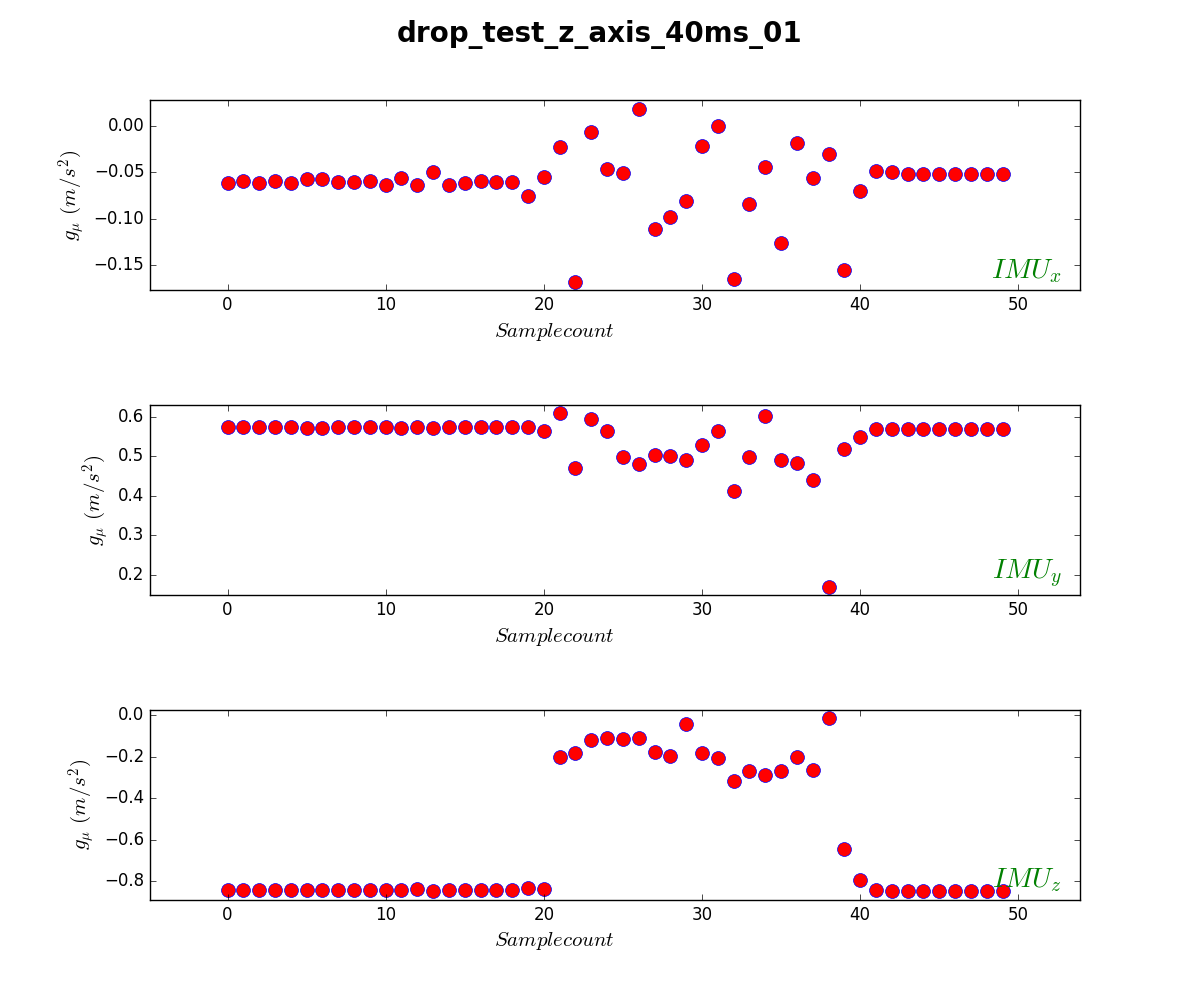 drop_test_z_axis_40ms_01
0.00
−0.05
−0.10
−0.15
g_μ (m/s²)
IMU_x
0 10 20 30 40 50
Samplecount
0.6
0.5
0.4
0.3
0.2
g_μ (m/s²)
IMU_y
0 10 20 30 40 50
Samplecount
0.0
−0.2
−0.4
−0.6
−0.8
g_μ (m/s²)
IMU_z
0 10 20 30 40 50
Samplecount